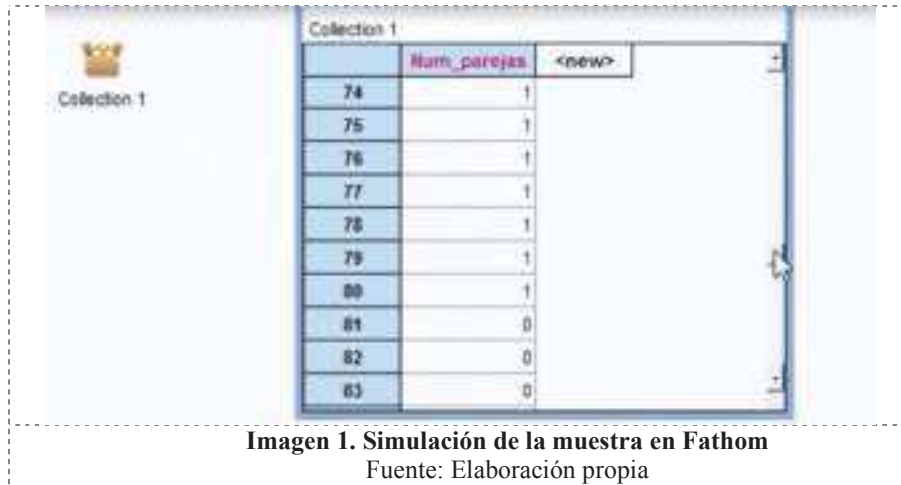 Collection 1
Collection 1
Num_parejas <new>
74 1
75 1
76 1
77 1
78 1
79 1
80 1
81 0
82 0
83 0
Imagen 1. Simulación de la muestra en Fathom
Fuente: Elaboración propia